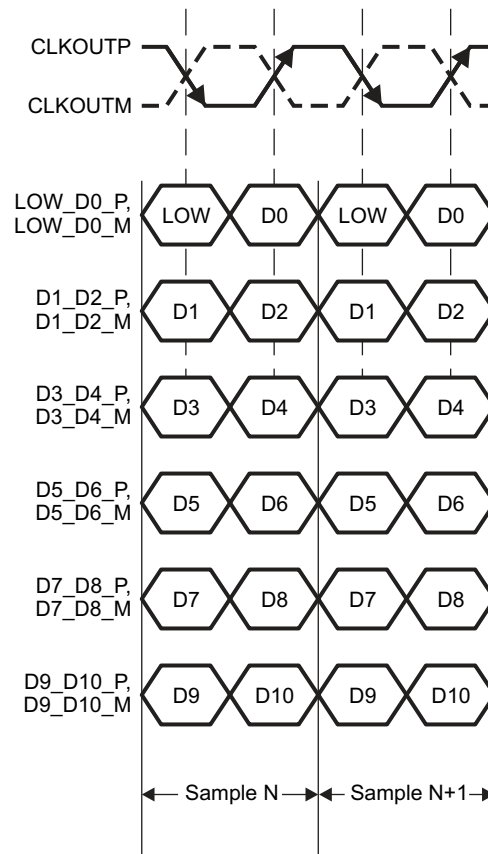 CLKOUTP
CLKOUTM
LOW_D0_P,
LOW_D0_M
LOW D0 LOW D0
D1_D2_P,
D1_D2_M
D1 D2 D1 D2
D3_D4_P,
D3_D4_M
D3 D4 D3 D4
D5_D6_P,
D5_D6_M
D5 D6 D5 D6
D7_D8_P,
D7_D8_M
D7 D8 D7 D8
D9_D10_P,
D9_D10_M
D9 D10 D9 D10
Sample N Sample N+1